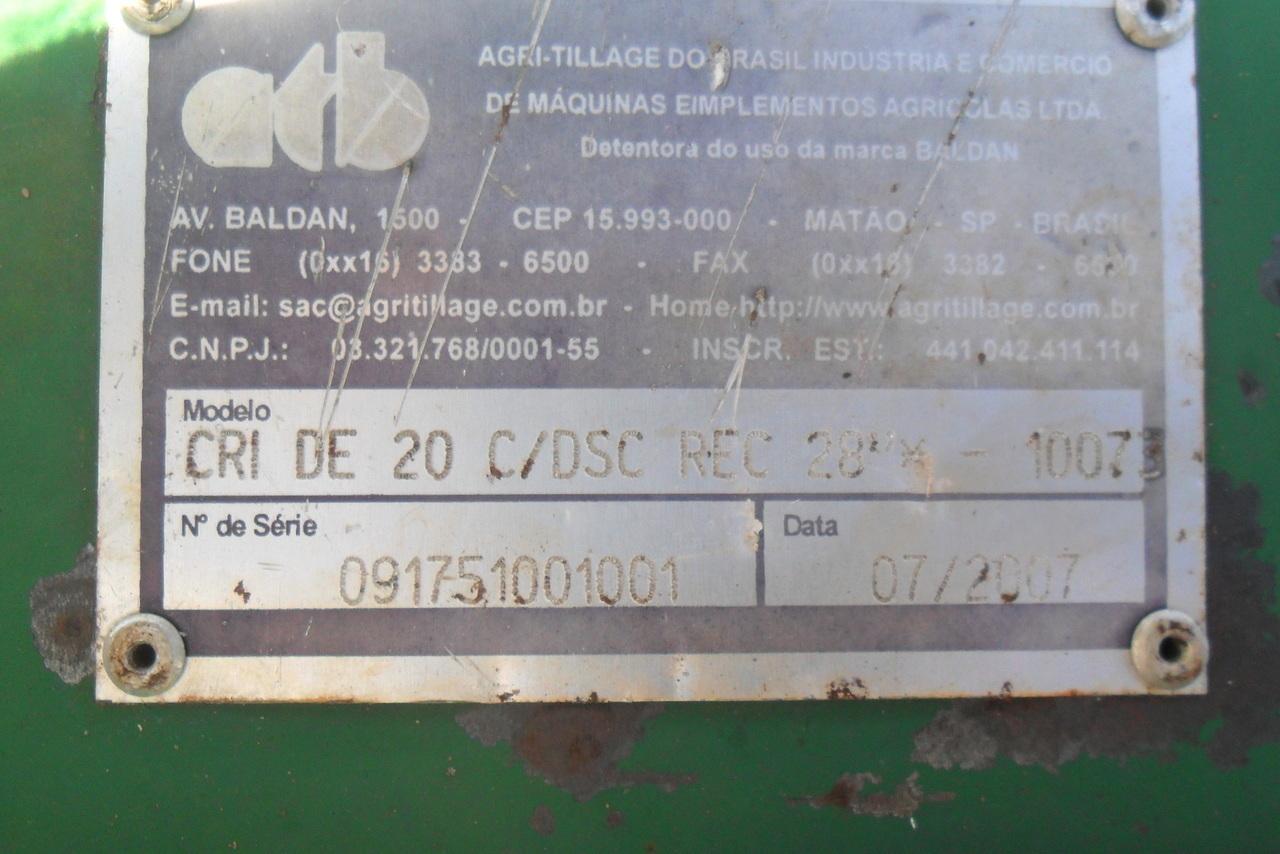 atb
AGRI-TILLAGE DO BRASIL INDUSTRIA E COMERCIO
DE MÁQUINAS EIMPLEMENTOS AGRICOLAS LTDA.
Detentora do uso da marca BALDAN
AV. BALDAN, 1500 - CEP 15.993-000 - MATÃO - SP - BRASIL
FONE (0xx16) 3383 - 6500 - FAX (0xx16) 3382 -
E-mail: sac@agritillage.com.br - Home-http://www.agritillage.com.br
C.N.P.J.: 03.321.768/0001-55 - INSCR. EST.: 441.042.411.114
Modelo
CRI DE 20 C/DSC REC 28"x - 10073
Nº de Série
091751001001
Data
07/2007